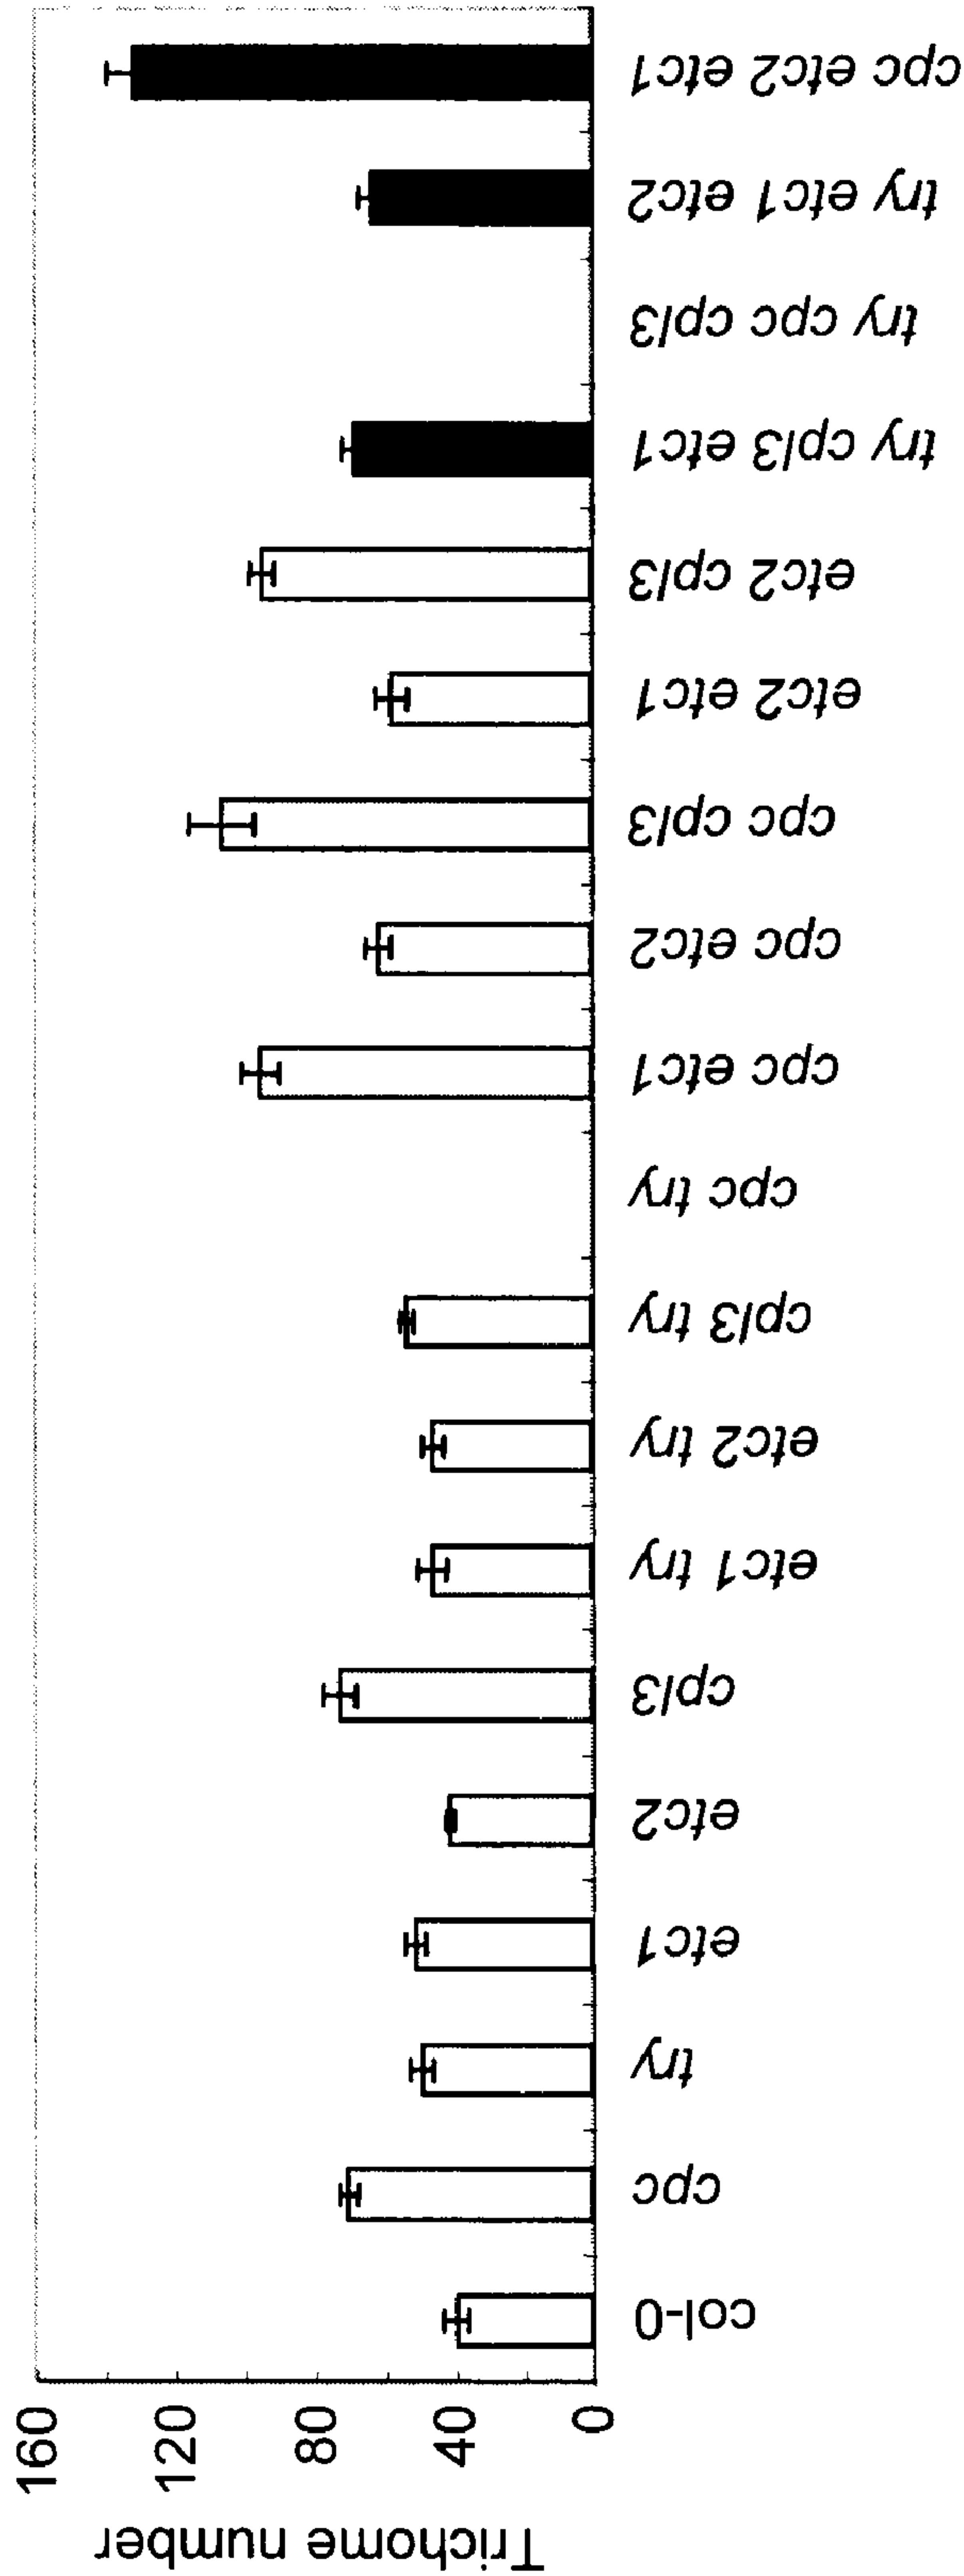 Trichome number
160
120
80
40
0
col-0
cpc
try
etc1
etc2
cpl3
etc1 try
etc2 try
cpl3 try
cpc try
cpc etc1
cpc etc2
cpc cpl3
etc2 etc1
etc2 cpl3
try cpl3 etc1
try cpc cpl3
try etc1 etc2
cpc etc2 etc1